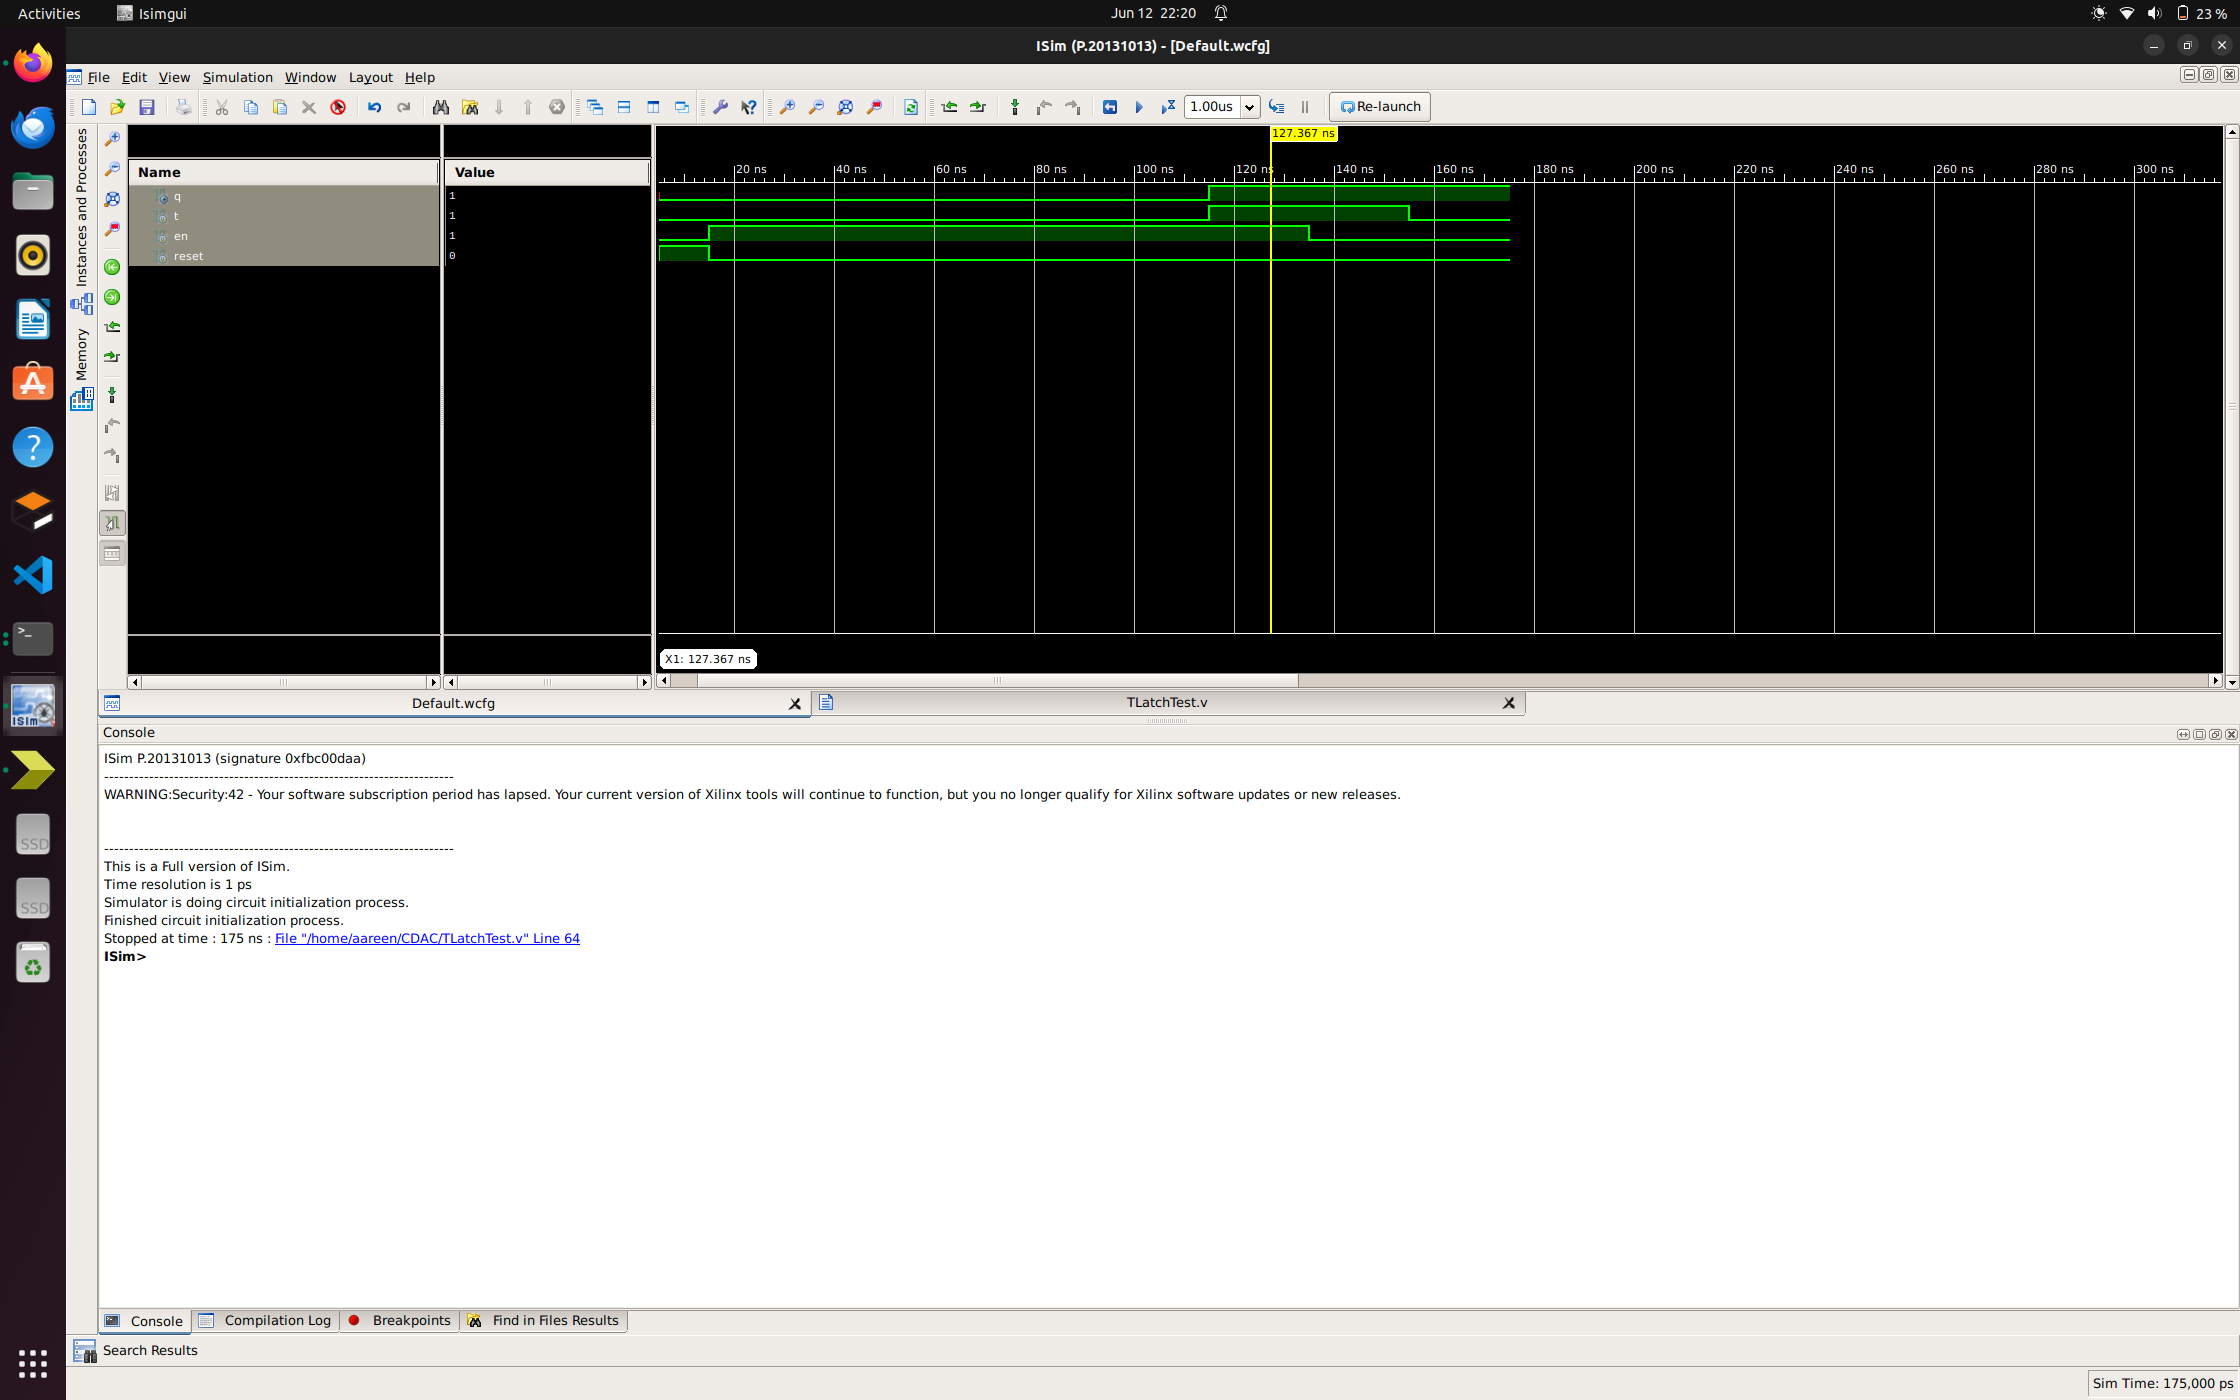 Activities Isimgui Jun 12 22:20 23 %
ISim (P.20131013) - [Default.wcfg]
File Edit View Simulation Window Layout Help
1.00us Re-launch
Instances and Processes
Memory
127.367 ns
Name Value
20 ns 40 ns 60 ns 80 ns 100 ns 120 ns 140 ns 160 ns 180 ns 200 ns 220 ns 240 ns 260 ns 280 ns 300 ns
q 1
t 1
en 1
reset 0
X1: 127.367 ns
Default.wcfg TLatchTest.v
Console
ISim P.20131013 (signature 0xfbc00daa)
----------------------------------------------------------------------
WARNING:Security:42 - Your software subscription period has lapsed. Your current version of Xilinx tools will continue to function, but you no longer qualify for Xilinx software updates or new releases.
----------------------------------------------------------------------
This is a Full version of ISim.
Time resolution is 1 ps
Simulator is doing circuit initialization process.
Finished circuit initialization process.
Stopped at time : 175 ns : File "/home/aareen/CDAC/TLatchTest.v" Line 64
ISim>
Console Compilation Log Breakpoints Find in Files Results
Search Results
Sim Time: 175,000 ps
ISim
SSD
SSD